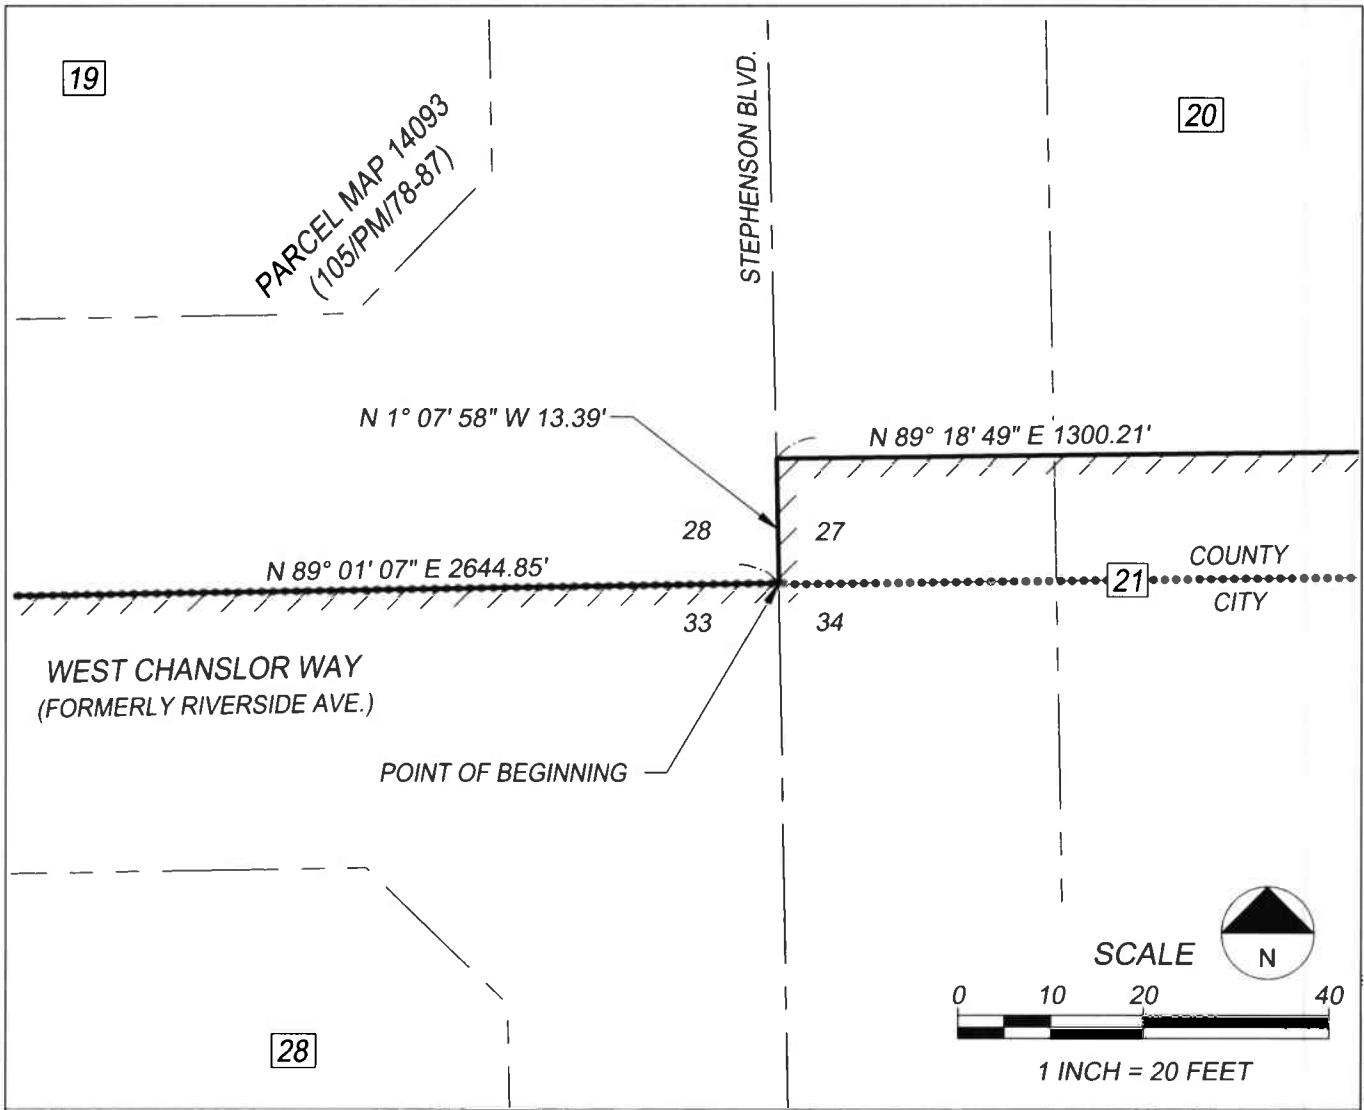 19
PARCEL MAP 14093
(105/PM/78-87)
STEPHENSON BLVD.
20
N 1° 07' 58" W 13.39'
N 89° 18' 49" E 1300.21'
28
27
N 89° 01' 07" E 2644.85'
COUNTY
21
CITY
33
34
WEST CHANSLOR WAY
(FORMERLY RIVERSIDE AVE.)
POINT OF BEGINNING
SCALE
N
0 10 20 40
1 INCH = 20 FEET
28